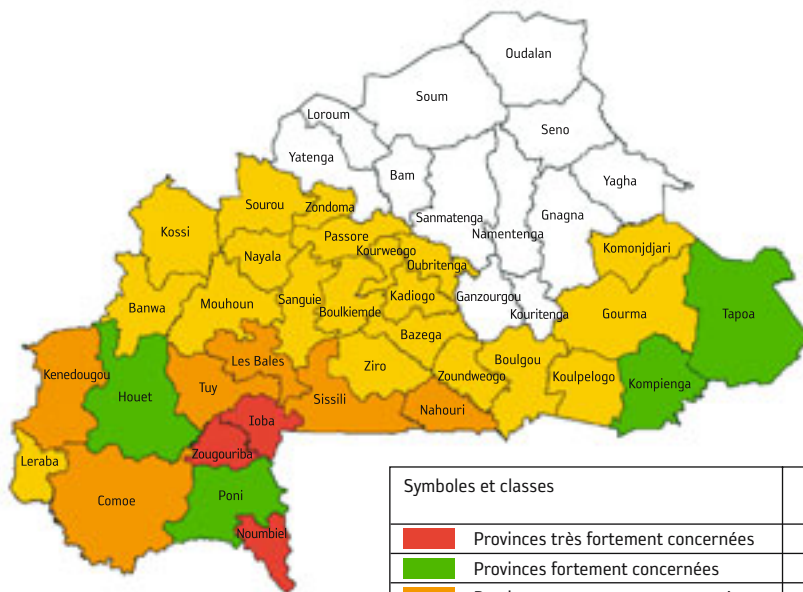 Oudalan
Soum
Loroum
Seno
Yatenga
Bam
Yagha
Sourou
Zondoma
Sanmatenga
Gnagna
Kossi
Passore
Namentenga
Komonjdjari
Nayala
Kourweogo
Oubritenga
Banwa
Mouhoun
Sanguie
Boulkiemde
Kadiogo
Ganzourgou
Kouritenga
Gourma
Tapoa
Bazega
Kenedougou
Les Bales
Ziro
Boulgou
Houet
Tuy
Zoundweogo
Koulpelogo
Kompienga
Sissili
Nahouri
Ioba
Leraba
Zougouriba
Comoe
Poni
Noumbiel
Symboles et classes
Provinces très fortement concernées
Provinces fortement concernées